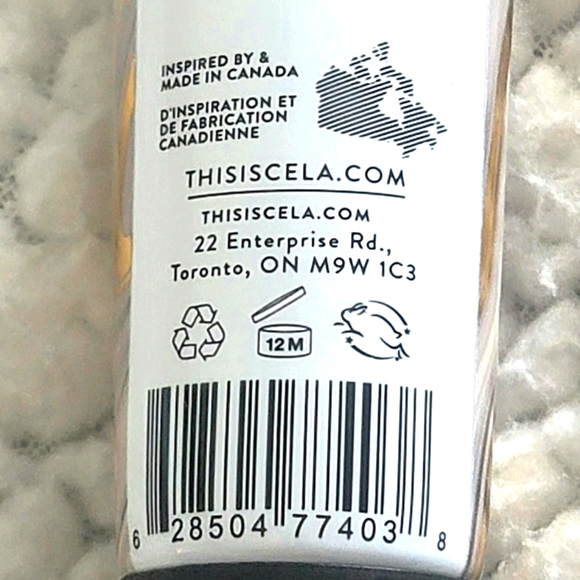 INSPIRED BY &
MADE IN CANADA
D'INSPIRATION ET
DE FABRICATION
CANADIENNE
THISISCELA.COM
THISISCELA.COM
22 Enterprise Rd.,
Toronto, ON M9W 1C3
12M
6 28504 77403 8